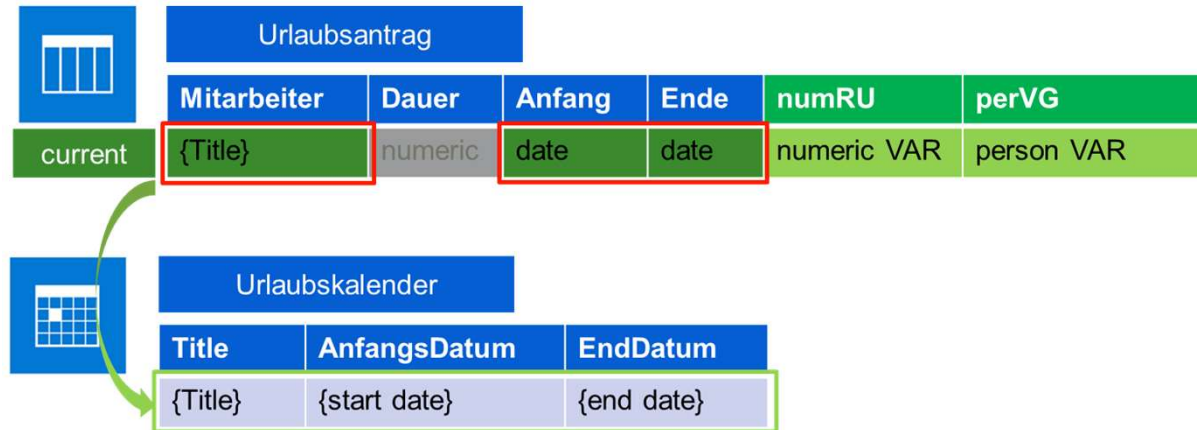 Urlaubsantrag
Mitarbeiter Dauer Anfang Ende numRU perVG
current {Title} numeric date date numeric VAR person VAR
Urlaubskalender
Title AnfangsDatum EndDatum
{Title} {start date} {end date}